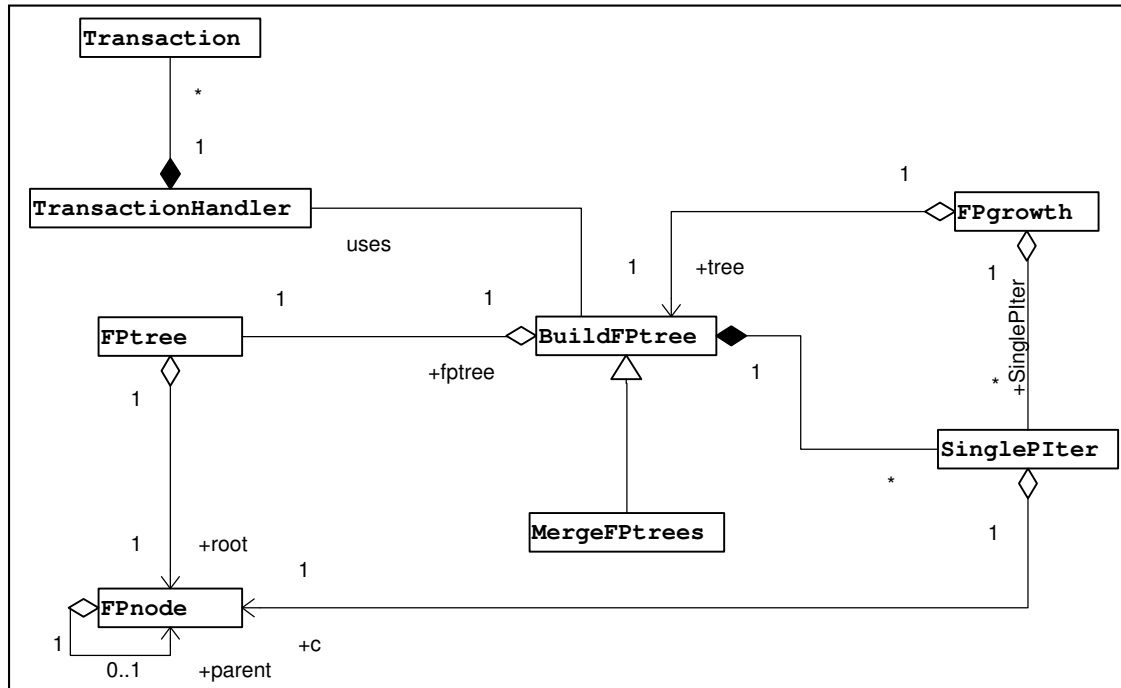 Transaction
*
1
TransactionHandler
uses
1
FPgrowth
1
+tree
1
1
1
FPtree
BuildFPtree
+fptree
1
1
+SinglePIter
*
SinglePIter
*
MergeFPtrees
1
1
+root
1
FPnode
1
0..1
+parent
+c